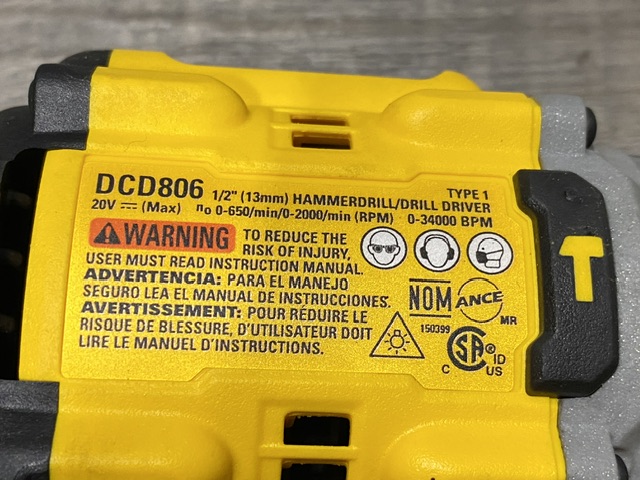 DCD806 1/2" (13mm) HAMMERDRILL/DRILL DRIVER TYPE 1
20V ⎓ (Max) n₀ 0-650/min/0-2000/min (RPM) 0-34000 BPM
⚠WARNING TO REDUCE THE
RISK OF INJURY,
USER MUST READ INSTRUCTION MANUAL.
ADVERTENCIA: PARA EL MANEJO
SEGURO LEA EL MANUAL DE INSTRUCCIONES.
AVERTISSEMENT: POUR RÉDUIRE LE
RISQUE DE BLESSURE, D'UTILISATEUR DOIT
LIRE LE MANUEL D'INSTRUCTIONS.
NOM ANCE
MR
150399
C SA ® ID
C US